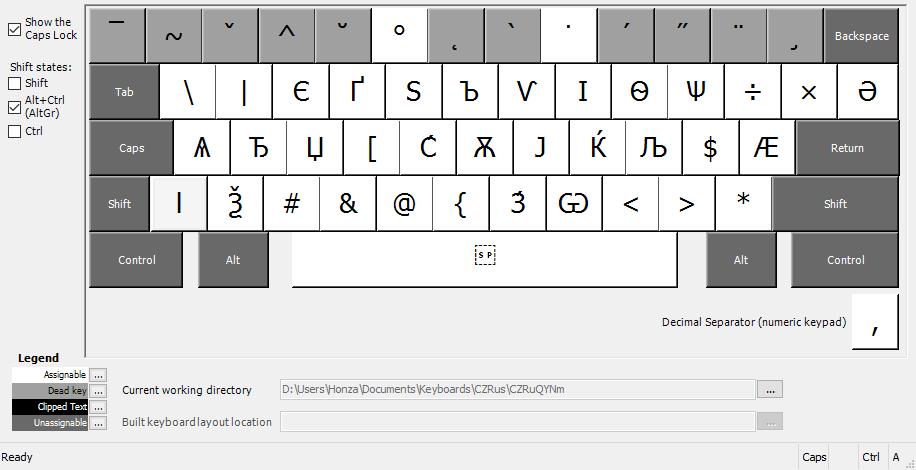 Show the
Caps Lock
Shift states:
Shift
Alt+Ctrl
(AltGr)
Ctrl
¯ ~ ˇ ^ ˘ ° ˛ ` ˙ ´ ˝ ¨ ¸ Backspace
Tab \ | Є Ґ Ѕ Ъ Ѵ І Ѳ Ѱ ÷ × Ә
Caps Ѧ Ђ Џ [ Ć Ѫ Ј Ќ Љ $ Æ Return
Shift Ӏ Ѯ # & @ { З́ Ѿ < > * Shift
Control Alt SP Alt Control
Decimal Separator (numeric keypad) ,
Legend
Assignable ...
Dead key ...
Clipped Text ...
Unassignable ...
Current working directory D:\Users\Honza\Documents\Keyboards\CZRus\CZRuQYNm ...
Built keyboard layout location ...
Ready Caps Ctrl A